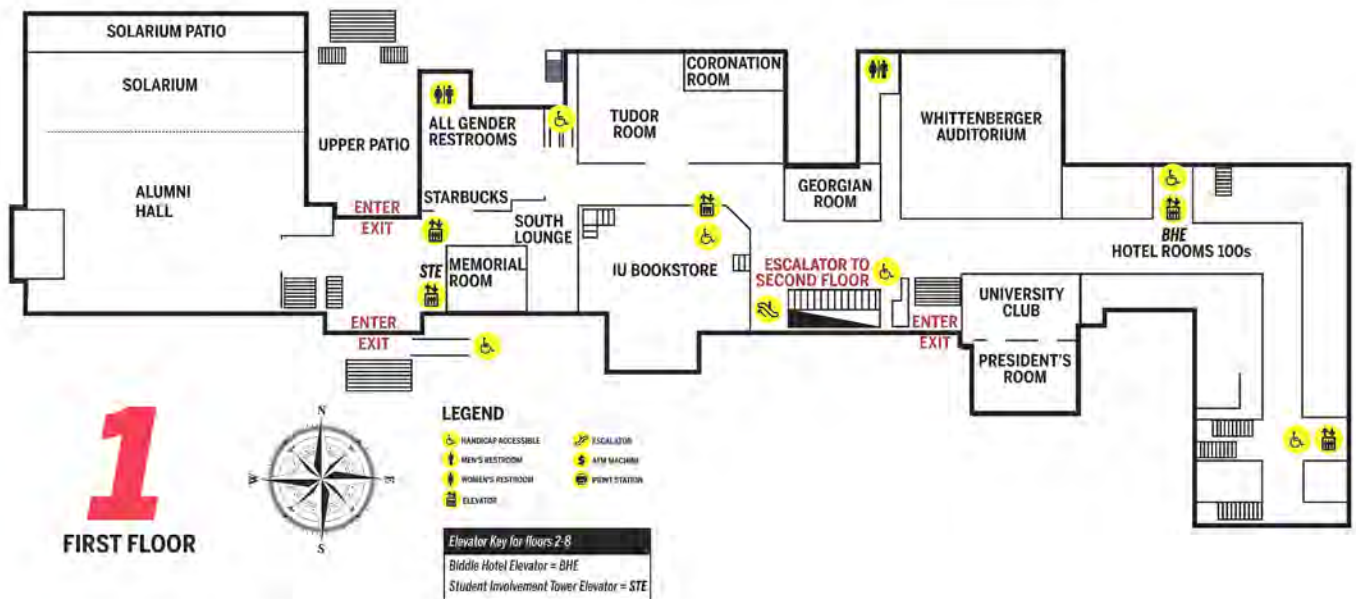 SOLARIUM PATIO
SOLARIUM
ALUMNI
HALL
UPPER PATIO
ENTER
EXIT
ALL GENDER
RESTROOMS
STARBUCKS
SOUTH
LOUNGE
STE
MEMORIAL
ROOM
ENTER
EXIT
TUDOR
ROOM
CORONATION
ROOM
IU BOOKSTORE
GEORGIAN
ROOM
ESCALATOR TO
SECOND FLOOR
ENTER
EXIT
WHITTENBERGER
AUDITORIUM
BHE
HOTEL ROOMS 100s
UNIVERSITY
CLUB
PRESIDENT'S
ROOM
1
FIRST FLOOR
N
W
E
S
LEGEND
HANDICAP ACCESSIBLE
MEN'S RESTROOM
WOMEN'S RESTROOM
ELEVATOR
ESCALATOR
$ ATM MACHINE
PRINT STATION
Elevator Key for floors 2-8
Biddle Hotel Elevator = BHE
Student Involvement Tower Elevator = STE